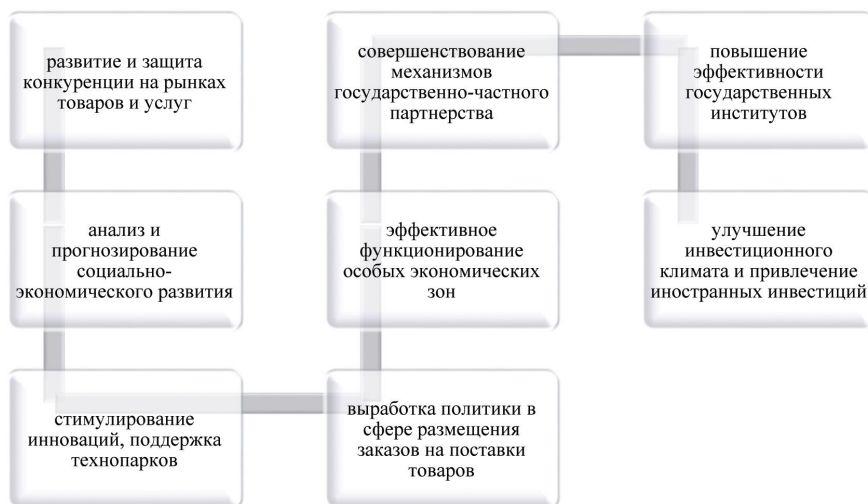 развитие и защита
конкуренции на рынках
товаров и услуг
анализ и
прогнозирование
социально-
экономического развития
стимулирование
инноваций, поддержка
технопарков
выработка политики в
сфере размещения
заказов на поставки
товаров
эффективное
функционирование
особых экономических
зон
совершенствование
механизмов
государственно-частного
партнерства
повышение
эффективности
государственных
институтов
улучшение
инвестиционного
климата и привлечение
иностранных инвестиций